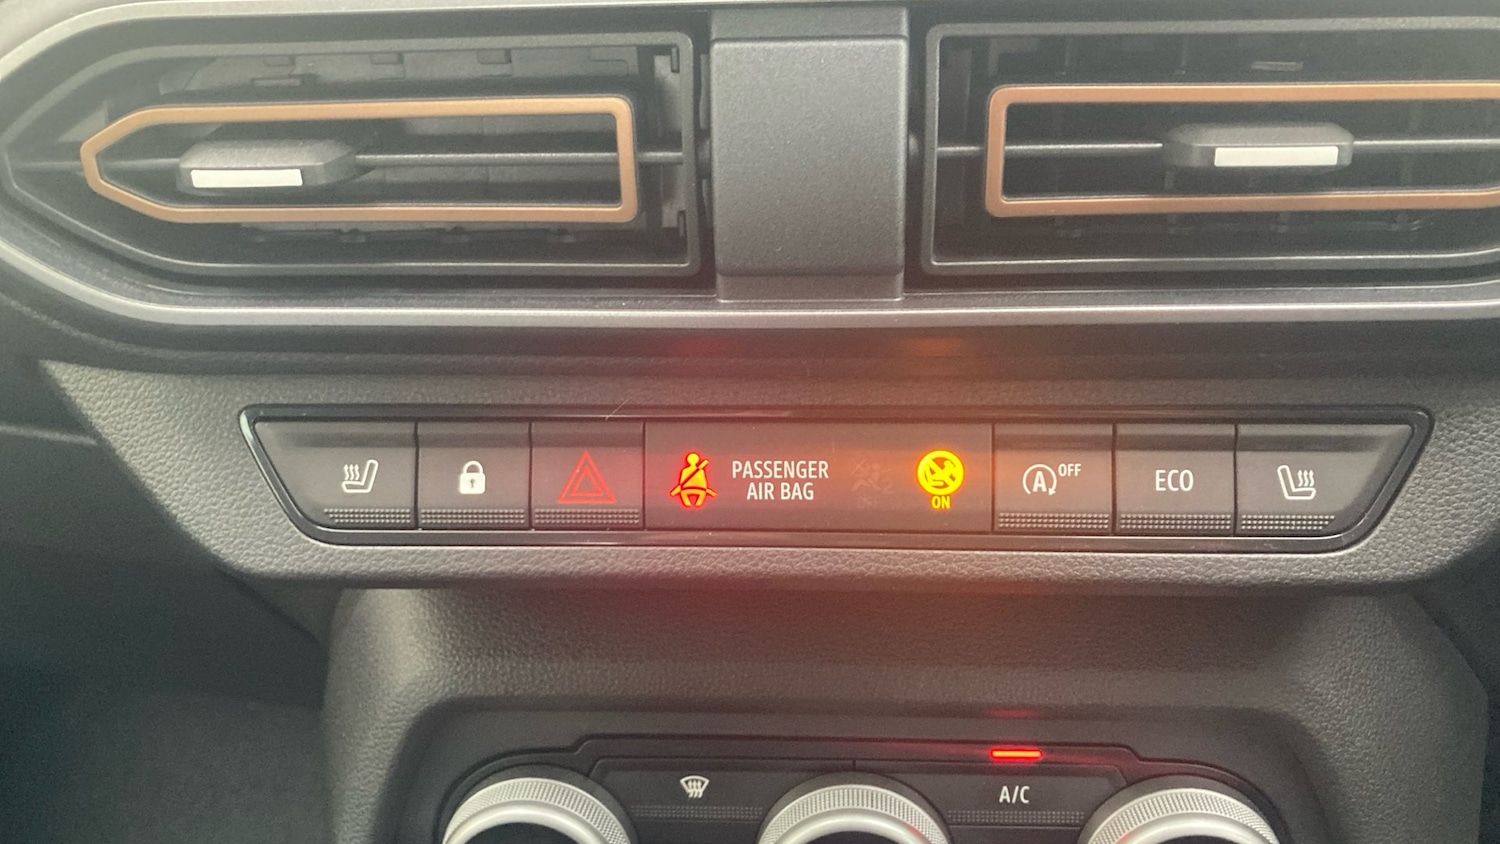 PASSENGER
AIR BAG
ON
A OFF
ECO
A/C